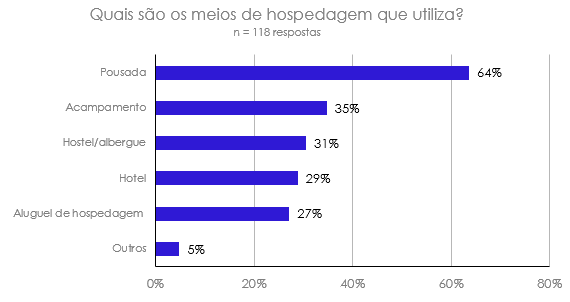 Quais são os meios de hospedagem que utiliza?
n = 118 respostas
Pousada 64%
Acampamento 35%
Hostel/albergue 31%
Hotel 29%
Aluguel de hospedagem 27%
Outros 5%
0% 20% 40% 60% 80%